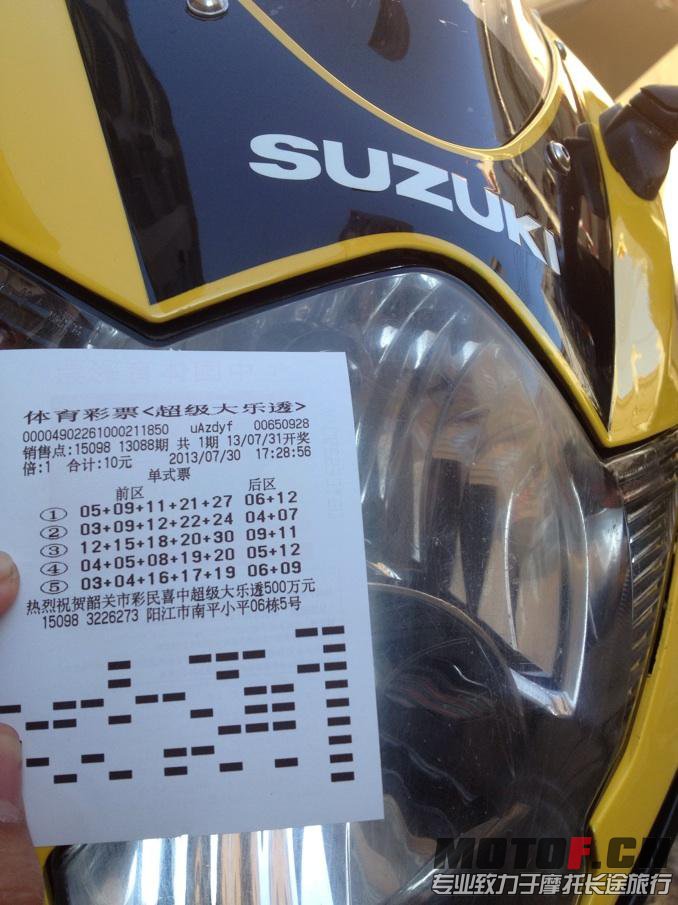 SUZUKI
体育彩票<超级大乐透>
00004902261000211850 uAzdyf 00650928
销售点:15098 13088期 共 1期 13/07/31开奖
倍:1 合计:10元 2013/07/30 17:28:56
单式票
前区 后区
① 05+09+11+21+27 06+12
② 03+09+12+22+24 04+07
③ 12+15+18+20+30 09+11
④ 04+05+08+19+20 05+12
⑤ 03+04+16+17+19 06+09
热烈祝贺韶关市彩民喜中超级大乐透500万元
15098 3226273 阳江市南平小平06栋5号
MOTOF.CN
专业致力于摩托长途旅行